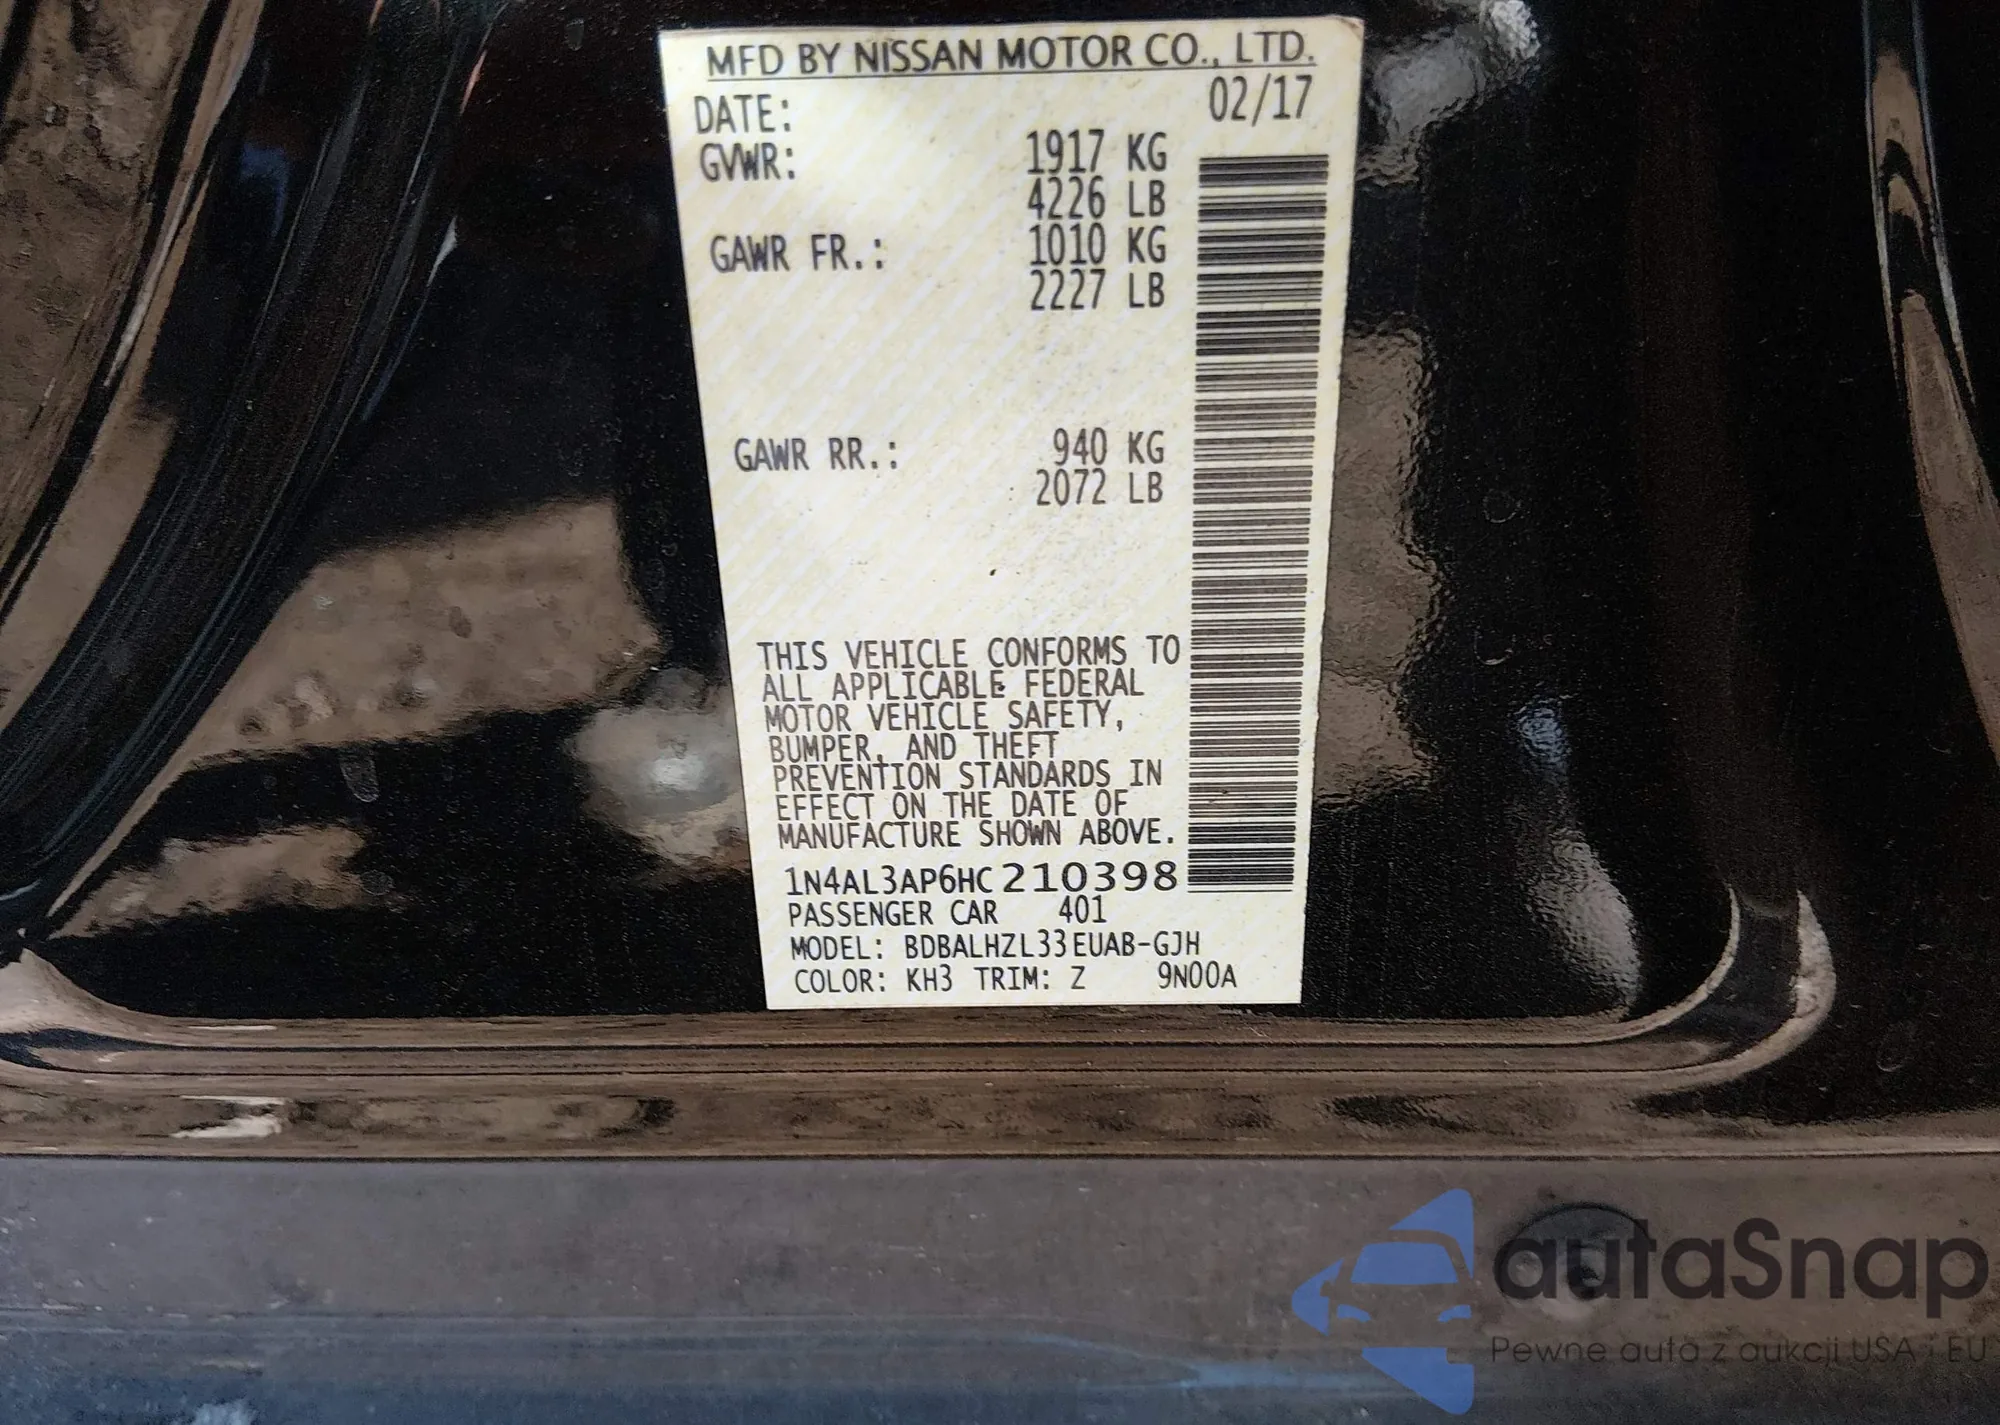 MFD BY NISSAN MOTOR CO., LTD.
DATE: 02/17
GVWR: 1917 KG
4226 LB
GAWR FR.: 1010 KG
2227 LB
GAWR RR.: 940 KG
2072 LB
THIS VEHICLE CONFORMS TO
ALL APPLICABLE FEDERAL
MOTOR VEHICLE SAFETY,
BUMPER, AND THEFT
PREVENTION STANDARDS IN
EFFECT ON THE DATE OF
MANUFACTURE SHOWN ABOVE.
1N4AL3AP6HC210398
PASSENGER CAR 401
MODEL: BDBALHZL33EUAB-GJH
COLOR: KH3 TRIM: Z 9N00A
autaSnap
Pewne auta z aukcji USA i EU